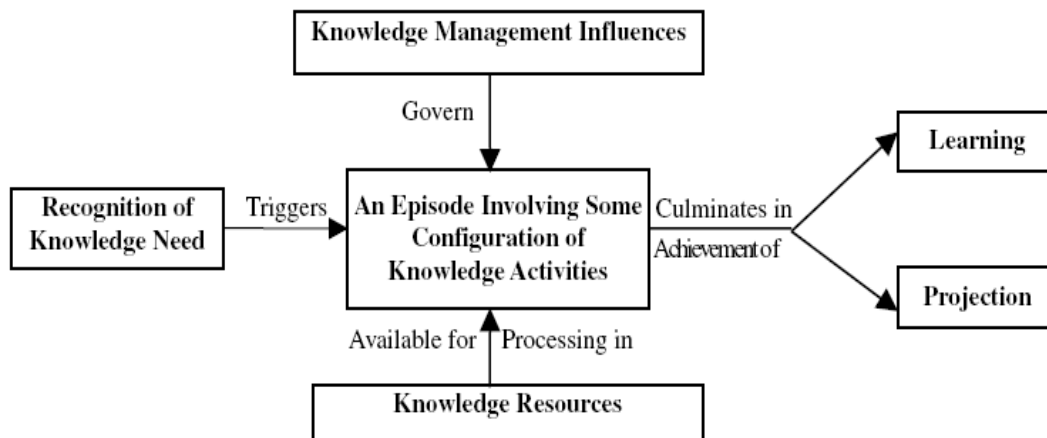 Knowledge Management Influences
Govern
Learning
Recognition of
Knowledge Need
Triggers
An Episode Involving Some
Configuration of
Knowledge Activities
Culminates in
Achievement of
Projection
Available for Processing in
Knowledge Resources